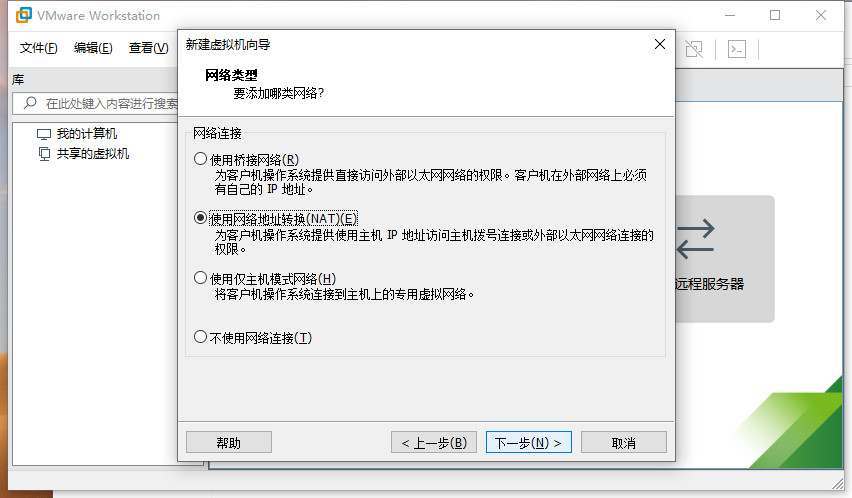 VMware Workstation
文件(F) 编辑(E) 查看(V)
库
在此处键入内容进行搜索
我的计算机
共享的虚拟机
远程服务器
新建虚拟机向导
网络类型
要添加哪类网络?
网络连接
使用桥接网络(R)
为客户机操作系统提供直接访问外部以太网网络的权限。客户机在外部网络上必须
有自己的 IP 地址。
使用网络地址转换(NAT)(E)
为客户机操作系统提供使用主机 IP 地址访问主机拨号连接或外部以太网网络连接的
权限。
使用仅主机模式网络(H)
将客户机操作系统连接到主机上的专用虚拟网络。
不使用网络连接(T)
帮助
< 上一步(B)
下一步(N) >
取消